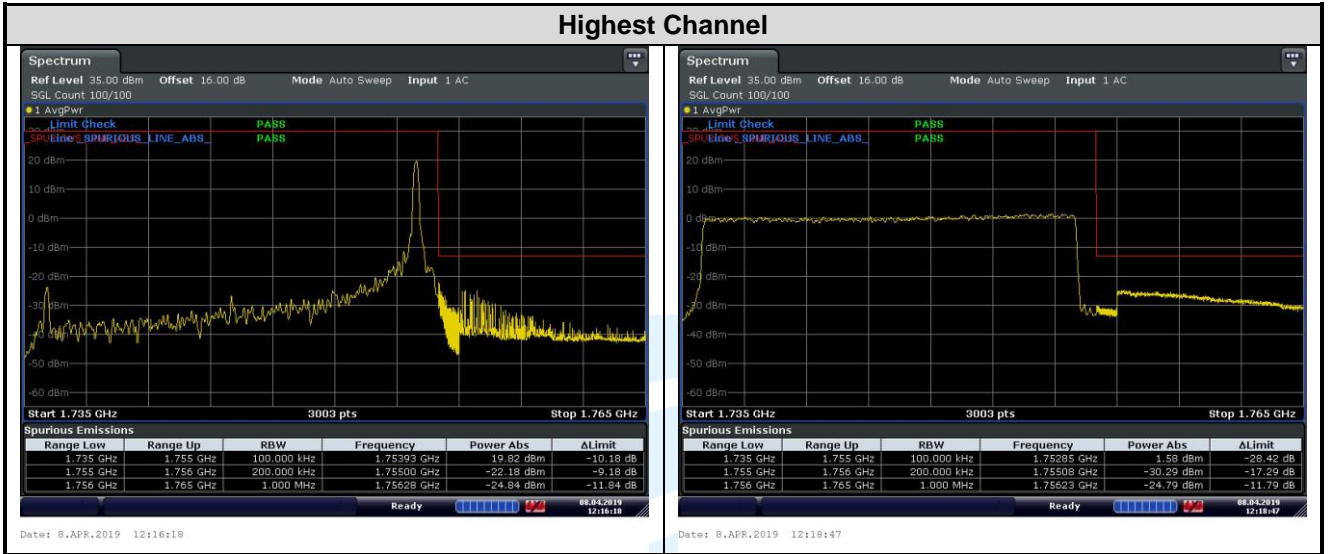 Highest Channel
Spectrum
Ref Level 35.00 dBm Offset 16.00 dB Mode Auto Sweep Input 1 AC
SGL Count 100/100
1 AvgPwr
Limit Check PASS
Line _SPURIOUS_LINE_ABS_ PASS
20 dBm
10 dBm
0 dBm
-10 dBm
-20 dBm
-30 dBm
-40 dBm
-50 dBm
-60 dBm
Start 1.735 GHz 3003 pts Stop 1.765 GHz
Spurious Emissions
Range Low Range Up RBW Frequency Power Abs ΔLimit
1.735 GHz 1.755 GHz 100.000 kHz 1.75393 GHz 19.82 dBm -10.18 dB
1.755 GHz 1.756 GHz 200.000 kHz 1.75500 GHz -22.18 dBm -9.18 dB
1.756 GHz 1.765 GHz 1.000 MHz 1.75628 GHz -24.84 dBm -11.84 dB
Ready 08.04.2019
12:16:18
Date: 8.APR.2019 12:16:18
Spectrum
Ref Level 35.00 dBm Offset 16.00 dB Mode Auto Sweep Input 1 AC
SGL Count 100/100
1 AvgPwr
Limit Check PASS
Line _SPURIOUS_LINE_ABS_ PASS
20 dBm
10 dBm
0 dBm
-10 dBm
-20 dBm
-30 dBm
-40 dBm
-50 dBm
-60 dBm
Start 1.735 GHz 3003 pts Stop 1.765 GHz
Spurious Emissions
Range Low Range Up RBW Frequency Power Abs ΔLimit
1.735 GHz 1.755 GHz 100.000 kHz 1.75285 GHz 1.58 dBm -28.42 dB
1.755 GHz 1.756 GHz 200.000 kHz 1.75508 GHz -30.29 dBm -17.29 dB
1.756 GHz 1.765 GHz 1.000 MHz 1.75623 GHz -24.79 dBm -11.79 dB
Ready 08.04.2019
12:18:47
Date: 8.APR.2019 12:18:47